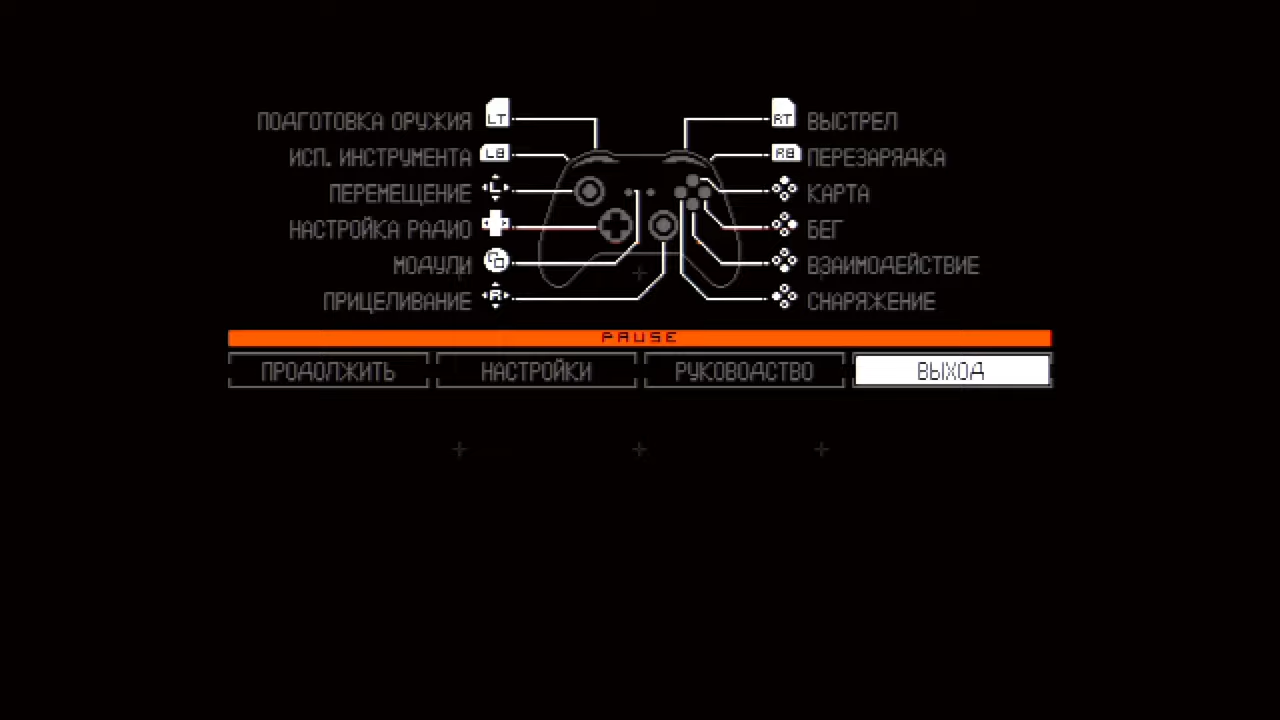 ПОДГОТОВКА ОРУЖИЯ LT RT ВЫСТРЕЛ
ИСП. ИНСТРУМЕНТА LB RB ПЕРЕЗАРЯДКА
ПЕРЕМЕЩЕНИЕ L КАРТА
НАСТРОЙКА РАДИО БЕГ
МОДУЛИ ВЗАИМОДЕЙСТВИЕ
ПРИЦЕЛИВАНИЕ R СНАРЯЖЕНИЕ
PAUSE
ПРОДОЛЖИТЬ НАСТРОЙКИ РУКОВОДСТВО ВЫХОД